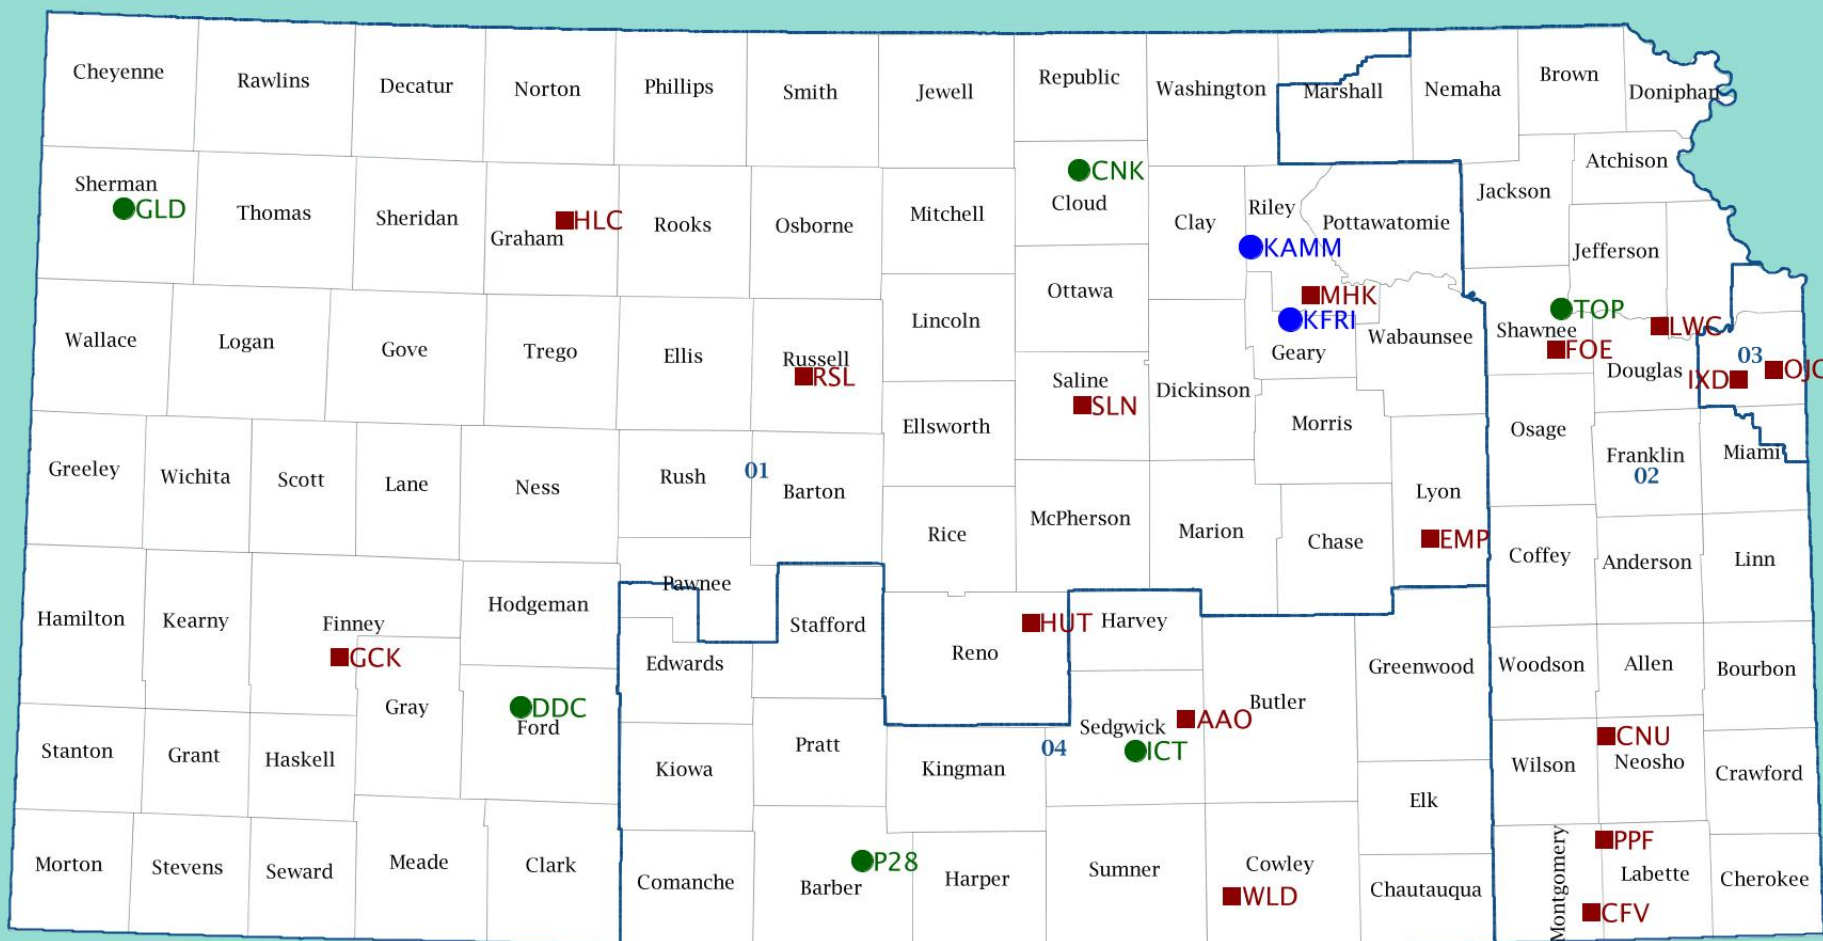 Cheyenne
Rawlins
Decatur
Norton
Phillips
Smith
Jewell
Republic
Washington
Marshall
Nemaha
Brown
Doniphan
Sherman
GLD
Thomas
Sheridan
Graham
HLC
Rooks
Osborne
Mitchell
CNK
Cloud
Clay
Riley
Pottawatomie
KAMM
Jackson
Atchison
Jefferson
Wallace
Logan
Gove
Trego
Ellis
Russell
RSL
Lincoln
Ottawa
Saline
SLN
Dickinson
MHK
KFRI
Geary
Wabaunsee
TOP
Shawnee
FOE
LWC
Douglas
03
IXD
OJC
Greeley
Wichita
Scott
Lane
Ness
Rush
01
Barton
Ellsworth
Rice
McPherson
Marion
Morris
Chase
Lyon
EMP
Osage
Franklin
02
Miami
Coffey
Anderson
Linn
Hamilton
Kearny
Finney
GCK
Hodgeman
Pawnee
Edwards
Stafford
Reno
HUT
Harvey
Greenwood
Woodson
Allen
Bourbon
Stanton
Grant
Haskell
Gray
DDC
Ford
Kiowa
Pratt
Kingman
04
Sedgwick
ICT
AAO
Butler
Elk
Wilson
CNU
Neosho
Crawford
Morton
Stevens
Seward
Meade
Clark
Comanche
P28
Barber
Harper
Sumner
Cowley
WLD
Chautauqua
Montgomery
PPF
Labette
CFV
Cherokee